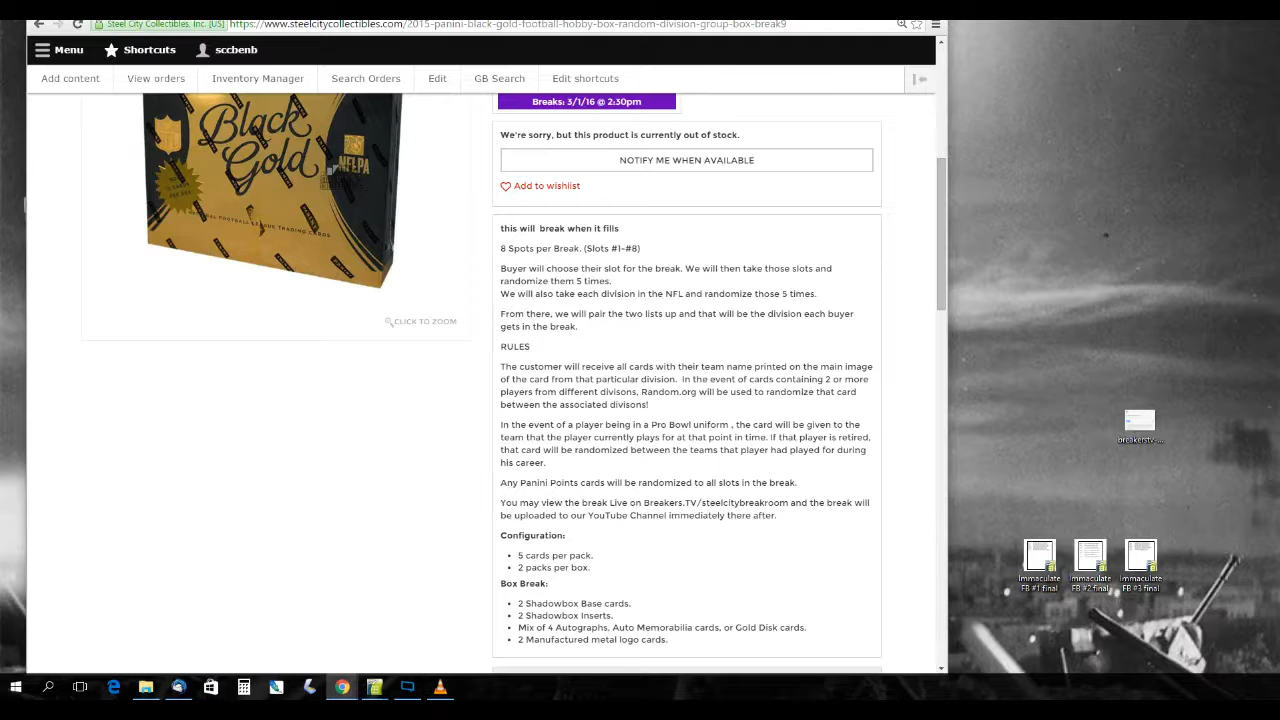 Steel City Collectibles, Inc. [US]
https://www.steelcitycollectibles.com/2015-panini-black-gold-football-hobby-box-random-division-group-box-break9
Menu
Shortcuts
sccbenb
Add content
View orders
Inventory Manager
Search Orders
Edit
GB Search
Edit shortcuts
Black
Gold
NFLPA
NATIONAL FOOTBALL LEAGUE TRADING CARDS
CLICK TO ZOOM
Breaks: 3/1/16 @ 2:30pm
We're sorry, but this product is currently out of stock.
NOTIFY ME WHEN AVAILABLE
Add to wishlist
this will break when it fills
8 Spots per Break. (Slots #1-#8)
Buyer will choose their slot for the break. We will then take those slots and
randomize them 5 times.
We will also take each division in the NFL and randomize those 5 times.
From there, we will pair the two lists up and that will be the division each buyer
gets in the break.
RULES
The customer will receive all cards with their team name printed on the main image
of the card from that particular division. In the event of cards containing 2 or more
players from different divisons, Random.org will be used to randomize that card
between the associated divisons!
In the event of a player being in a Pro Bowl uniform , the card will be given to the
team that the player currently plays for at that point in time. If that player is retired,
that card will be randomized between the teams that player had played for during
his career.
Any Panini Points cards will be randomized to all slots in the break.
You may view the break Live on Breakers.TV/steelcitybreakroom and the break will
be uploaded to our YouTube Channel immediately there after.
Configuration:
5 cards per pack.
2 packs per box.
Box Break:
2 Shadowbox Base cards.
2 Shadowbox Inserts.
Mix of 4 Autographs, Auto Memorabilia cards, or Gold Disk cards.
2 Manufactured metal logo cards.
breakerstv-...
Immaculate
FB #1 final
Immaculate
FB #2 final
Immaculate
FB #3 final